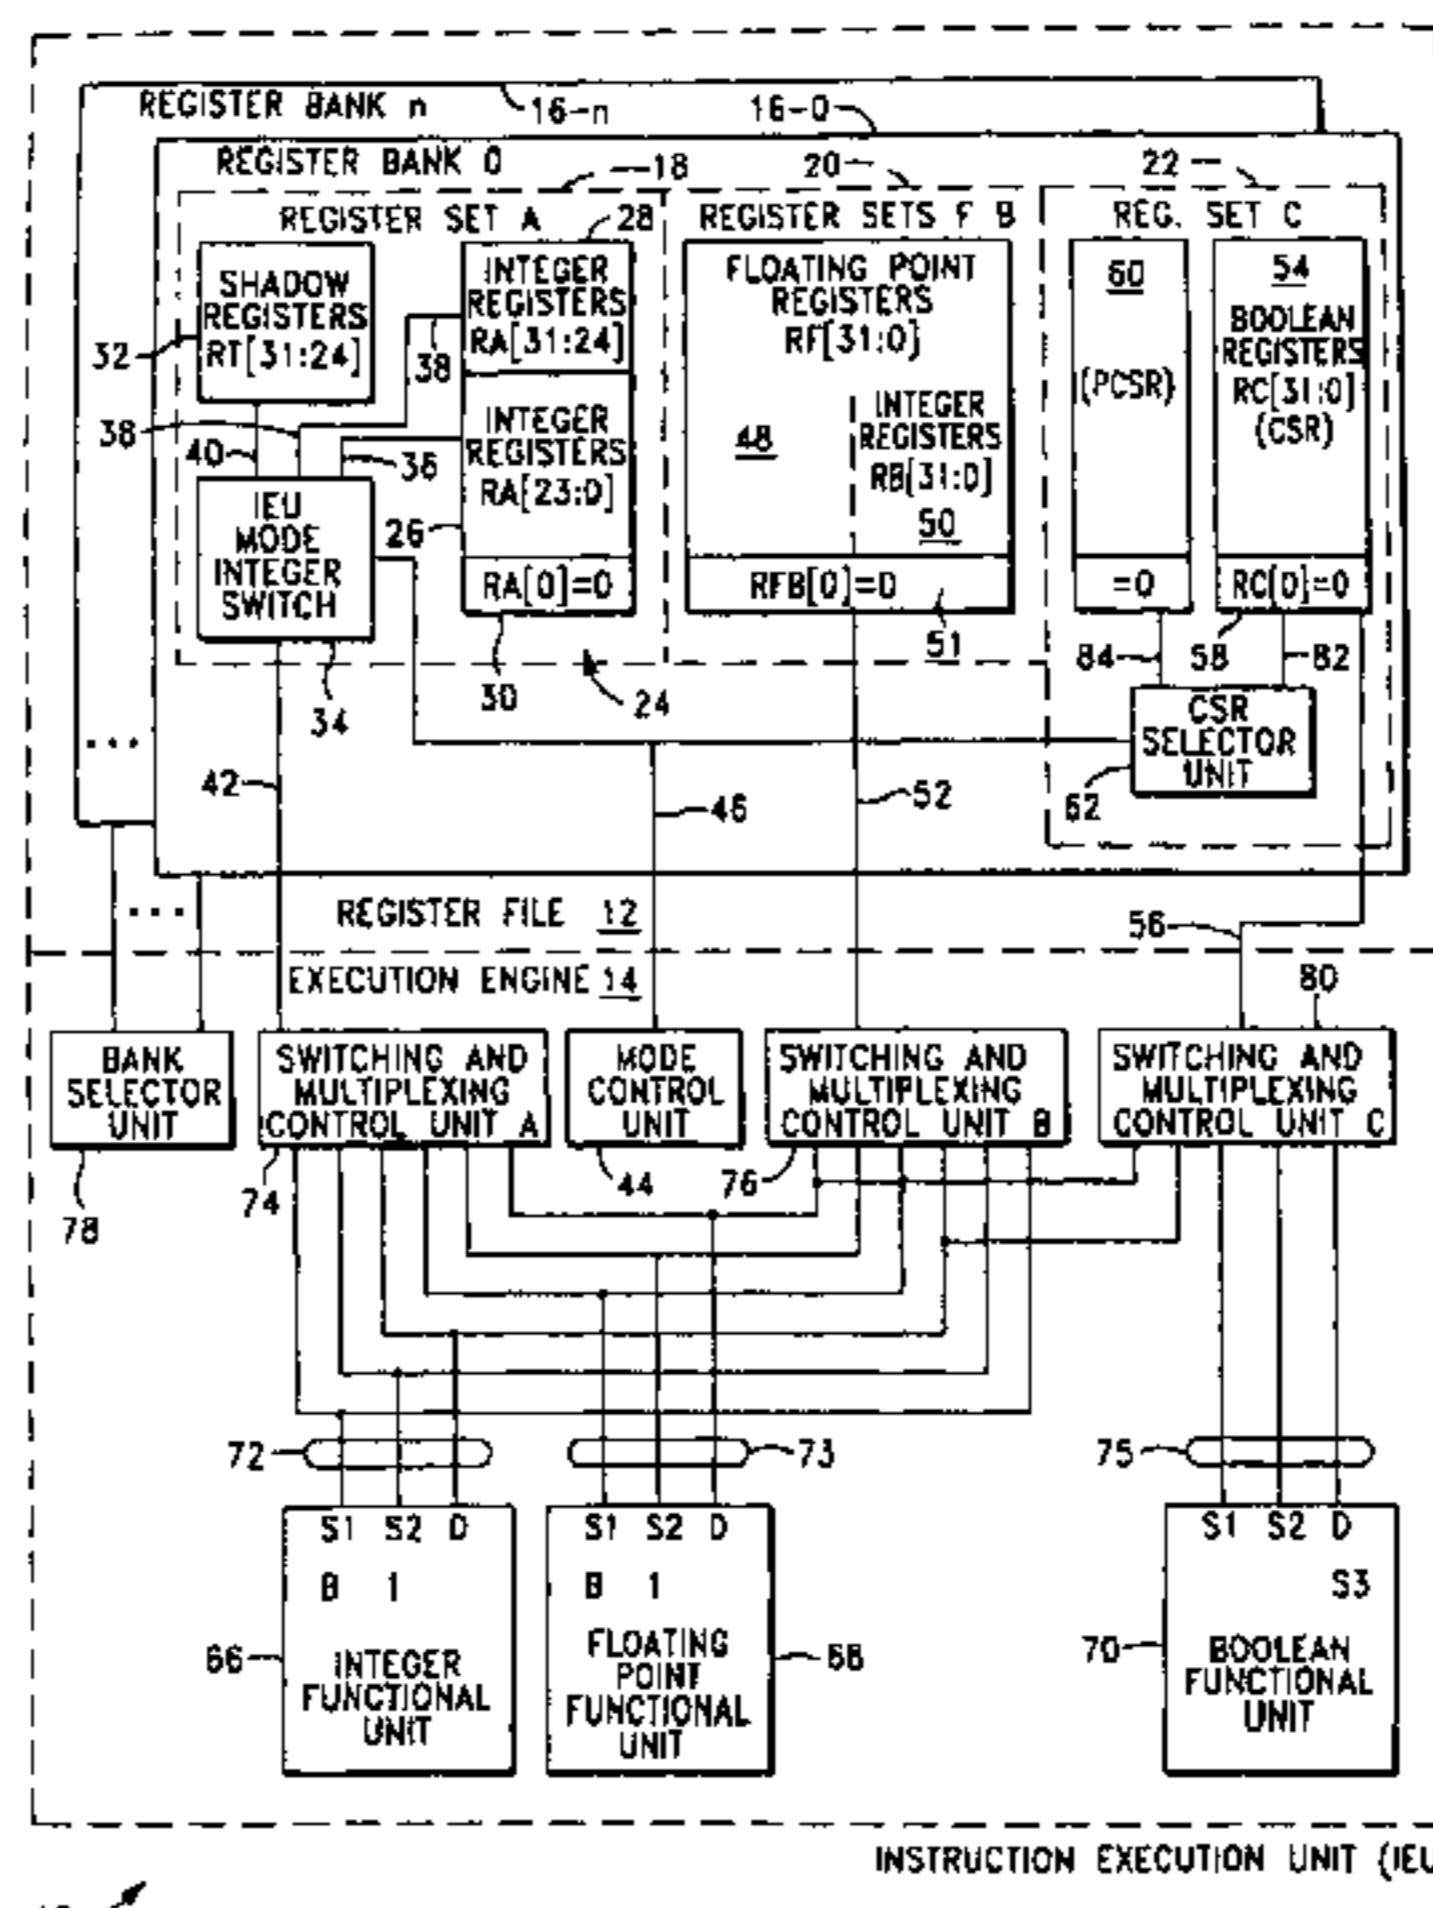 REGISTER BANK n
16-n
16-0
REGISTER BANK 0
18
20
22
REGISTER SET A
28
REGISTER SETS F B
REG. SET C
SHADOW
REGISTERS
RT[31:24]
32
INTEGER
REGISTERS
RA[31:24]
38
38
40
36
INTEGER
REGISTERS
RA[23:0]
26
RA[0]=0
30
IEU
MODE
INTEGER
SWITCH
34
24
FLOATING POINT
REGISTERS
RF[31:0]
48
INTEGER
REGISTERS
RB[31:0]
50
RFB[0]=0
51
60
(PCSR)
=0
54
BOOLEAN
REGISTERS
RC[31:0]
(CSR)
RC[0]=0
84
58
82
CSR
SELECTOR
UNIT
62
...
42
46
52
...
REGISTER FILE 12
56
EXECUTION ENGINE 14
80
BANK
SELECTOR
UNIT
78
SWITCHING AND
MULTIPLEXING
CONTROL UNIT A
74
MODE
CONTROL
UNIT
44
SWITCHING AND
MULTIPLEXING
CONTROL UNIT B
76
SWITCHING AND
MULTIPLEXING
CONTROL UNIT C
72
73
75
S1 S2 D
B 1
INTEGER
FUNCTIONAL
UNIT
66
S1 S2 D
B 1
FLOATING
POINT
FUNCTIONAL
UNIT
68
S1 S2 D
S3
BOOLEAN
FUNCTIONAL
UNIT
70
INSTRUCTION EXECUTION UNIT (IEU